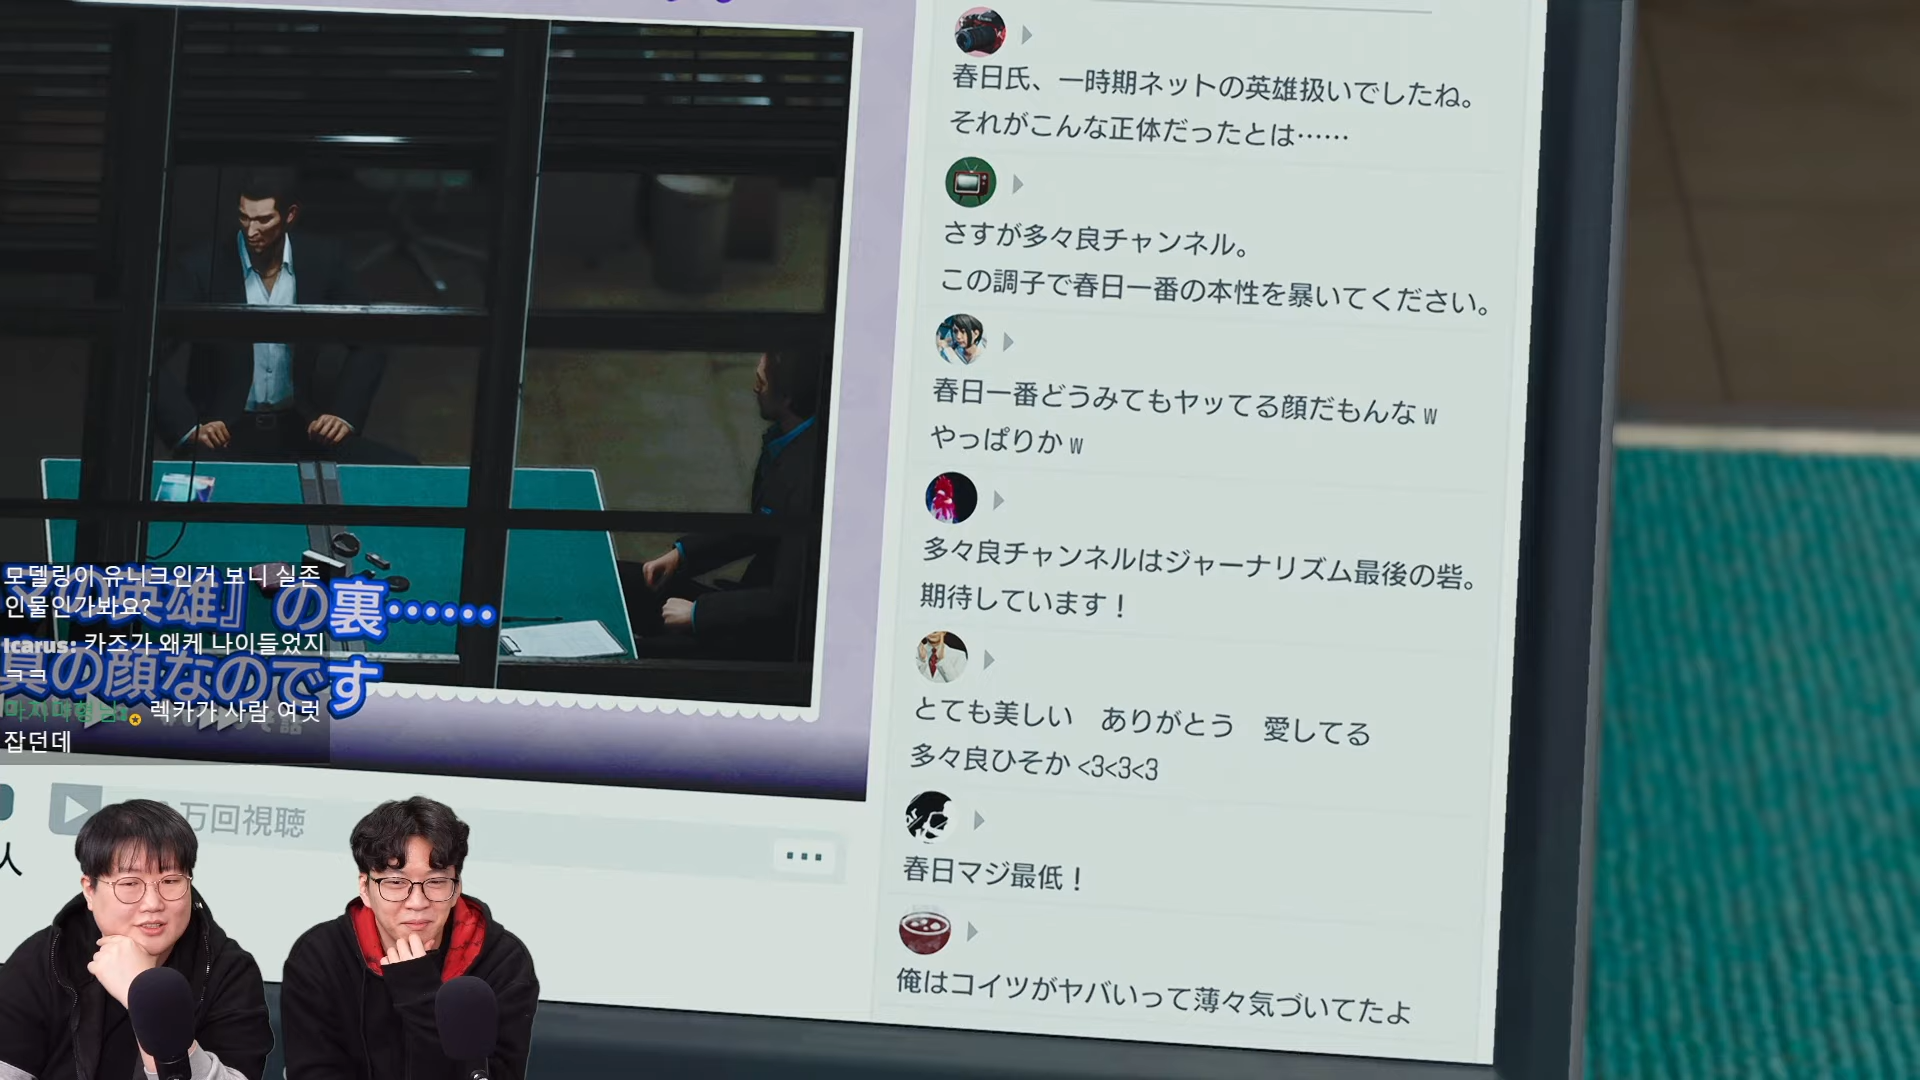 春日氏、一時期ネットの英雄扱いでしたね。
それがこんな正体だったとは……
さすが多々良チャンネル。
この調子で春日一番の本性を暴いてください。
春日一番どうみてもヤッてる顔だもんなw
やっぱりかw
多々良チャンネルはジャーナリズム最後の砦。
期待しています！
とても美しい　ありがとう　愛してる
多々良ひそか<3<3<3
春日マジ最低！
俺はコイツがヤバいって薄々気づいてたよ
の英雄』の裏……
真の顔なのです
모델링이 유니크인거 보니 실존
인물인가봐요?
Icarus: 카즈가 왜케 나이들었지
ㅋㅋ
렉카가 사람 여럿
잡던데
万回視聴
人